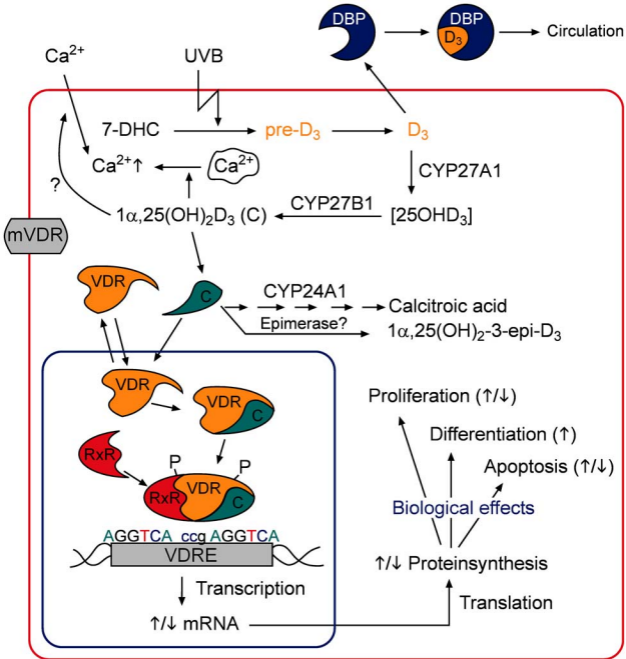 DBP
DBP
D₃
Circulation
Ca²⁺
UVB
7-DHC
pre-D₃
D₃
Ca²⁺↑
Ca²⁺
CYP27A1
?
1α,25(OH)₂D₃ (C)
CYP27B1
[25OHD₃]
mVDR
VDR
C
CYP24A1
Calcitroic acid
Epimerase?
1α,25(OH)₂-3-epi-D₃
VDR
VDR
C
Proliferation (↑/↓)
Differentiation (↑)
Apoptosis (↑/↓)
RxR
P
P
RxR
VDR
C
Biological effects
AGGTCA ccg AGGTCA
VDRE
↑/↓ Proteinsynthesis
Transcription
Translation
↑/↓ mRNA